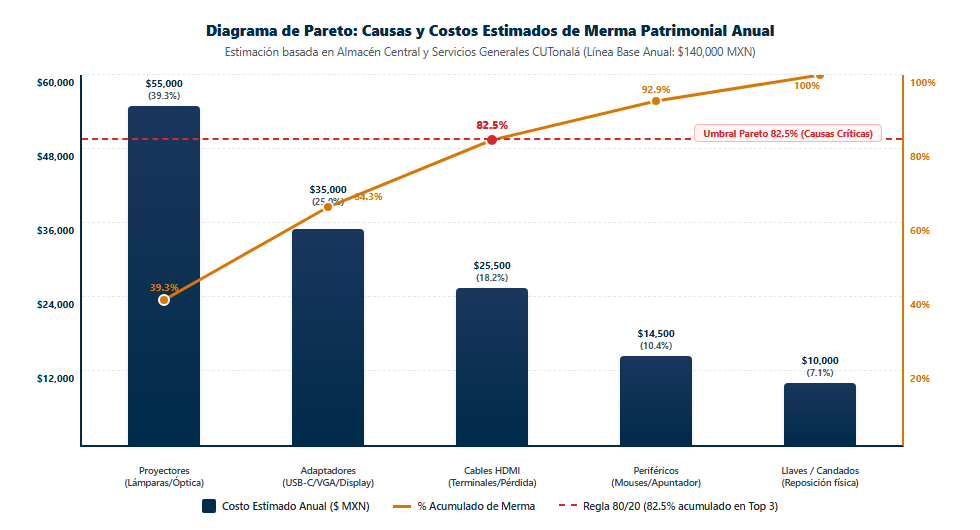 Diagrama de Pareto: Causas y Costos Estimados de Merma Patrimonial Anual
Estimación basada en Almacén Central y Servicios Generales CUTonalá (Línea Base Anual: $140,000 MXN)
$60,000
$48,000
$36,000
$24,000
$12,000
100%
80%
60%
40%
20%
$55,000
(39.3%)
39.3%
$35,000
(25.0%)
64.3%
82.5%
$25,500
(18.2%)
92.9%
$14,500
(10.4%)
100%
$10,000
(7.1%)
Umbral Pareto 82.5% (Causas Críticas)
Proyectores
(Lámparas/Óptica)
Adaptadores
(USB-C/VGA/Display)
Cables HDMI
(Terminales/Pérdida)
Periféricos
(Mouses/Apuntador)
Llaves / Candados
(Reposición física)
Costo Estimado Anual ($ MXN)
% Acumulado de Merma
Regla 80/20 (82.5% acumulado en Top 3)